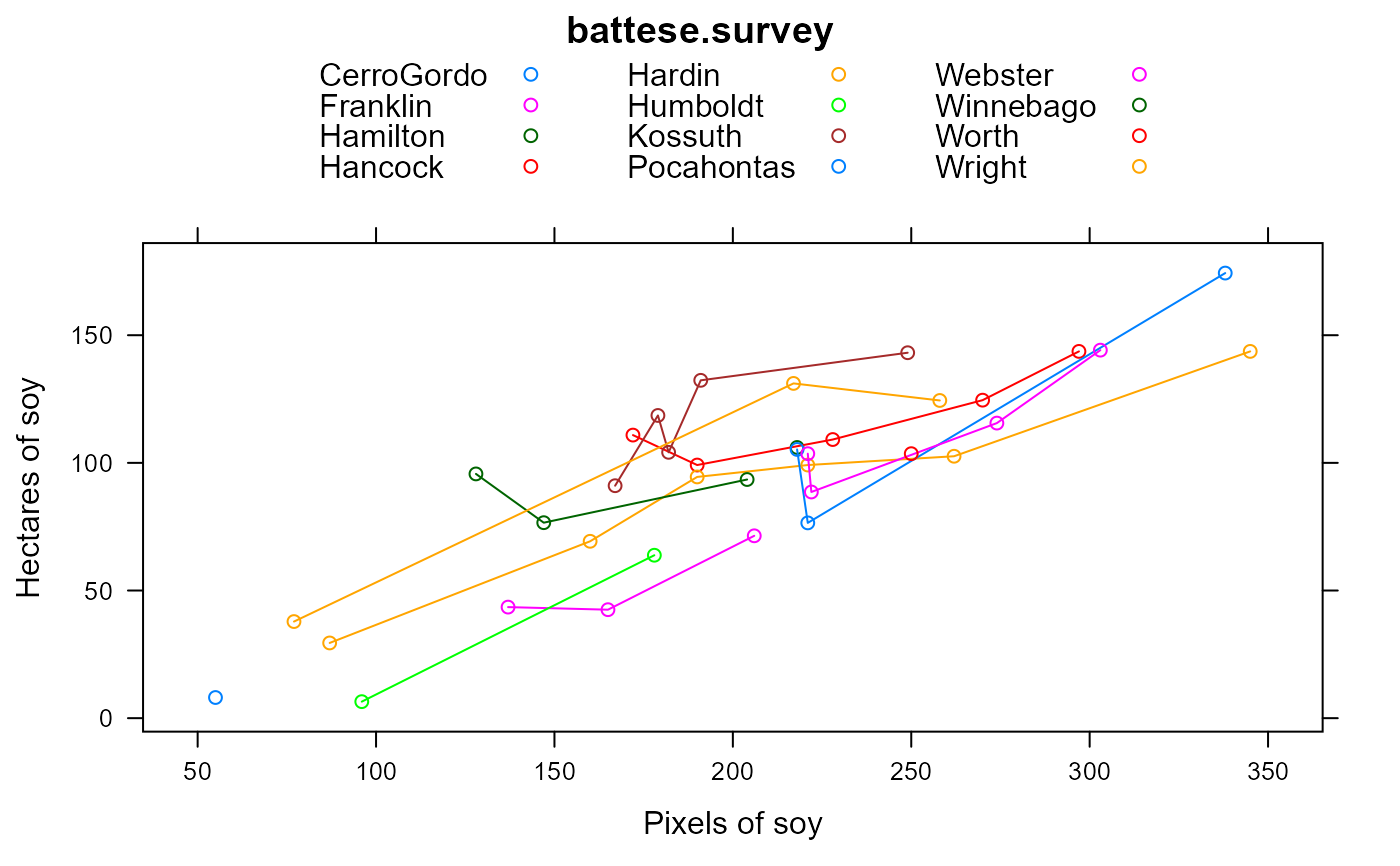 battese.survey
CerroGordo Hardin Webster
Franklin Humboldt Winnebago
Hamilton Kossuth Worth
Hancock Pocahontas Wright
150
100
50
0
Hectares of soy
50 100 150 200 250 300 350
Pixels of soy